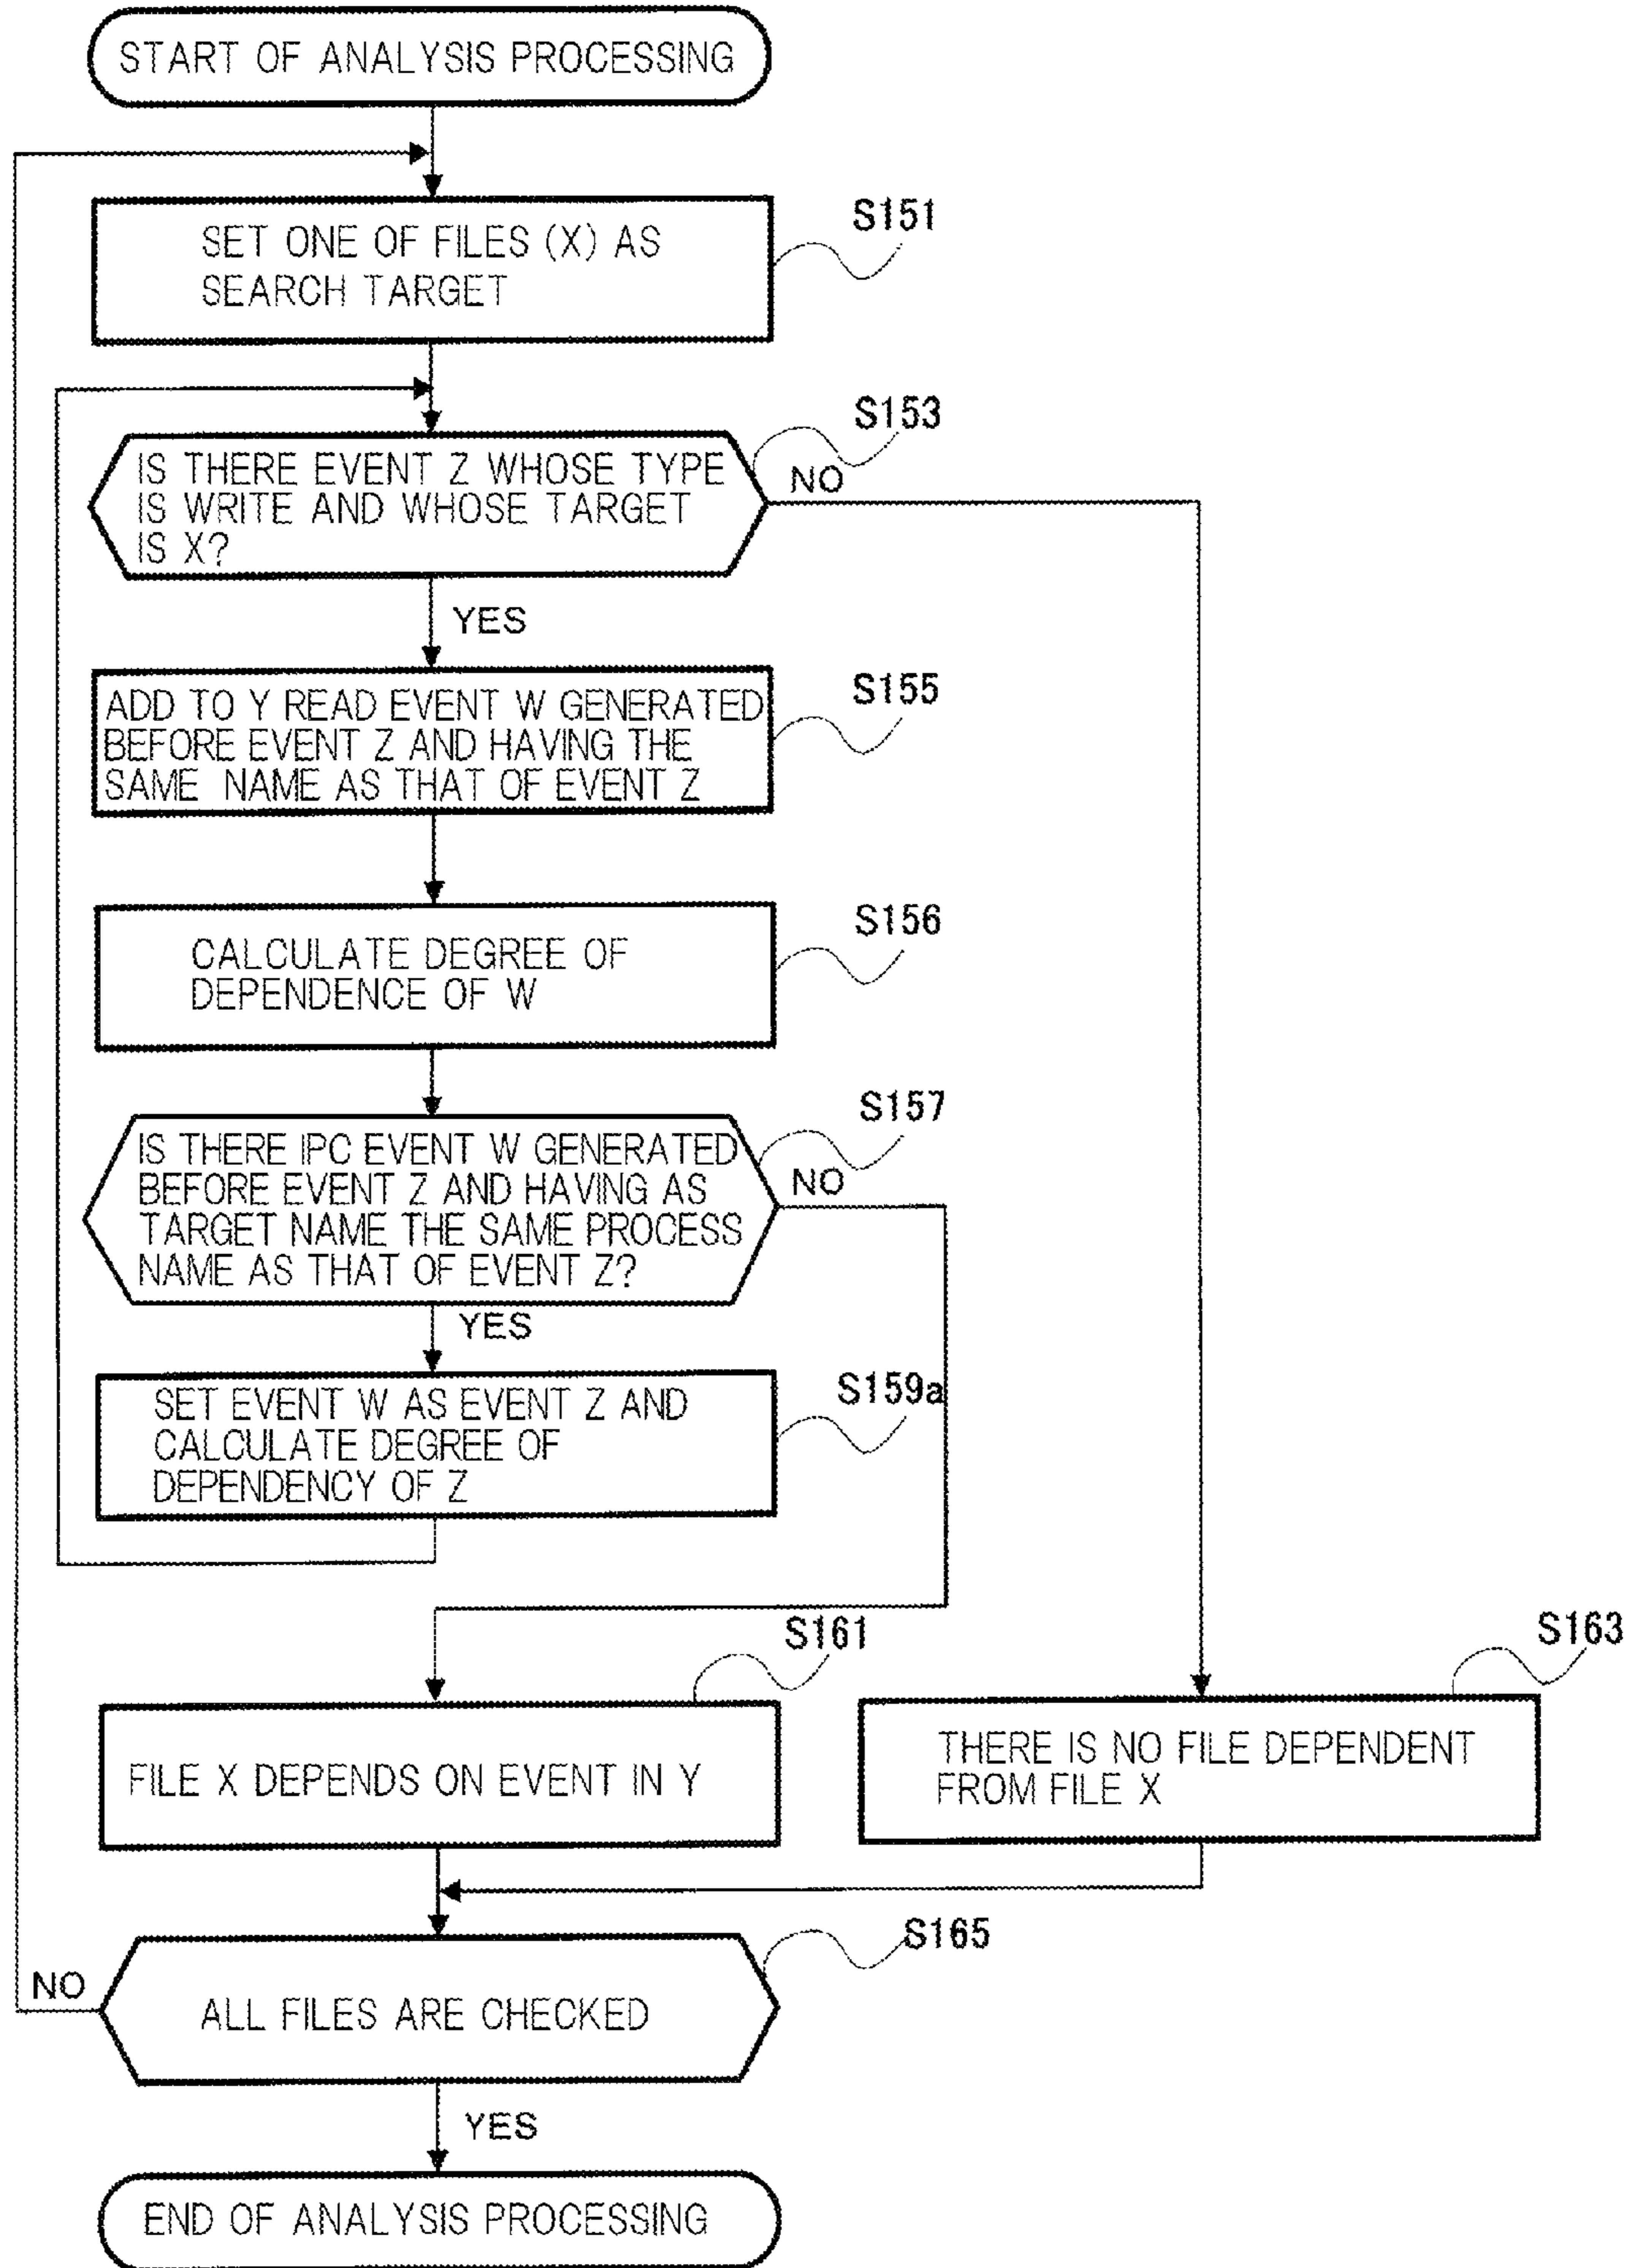 START OF ANALYSIS PROCESSING
S151
SET ONE OF FILES (X) AS
SEARCH TARGET
S153
IS THERE EVENT Z WHOSE TYPE
IS WRITE AND WHOSE TARGET
IS X?
NO
YES
S155
ADD TO Y READ EVENT W GENERATED
BEFORE EVENT Z AND HAVING THE
SAME NAME AS THAT OF EVENT Z
S156
CALCULATE DEGREE OF
DEPENDENCE OF W
S157
IS THERE IPC EVENT W GENERATED
BEFORE EVENT Z AND HAVING AS
TARGET NAME THE SAME PROCESS
NAME AS THAT OF EVENT Z?
NO
YES
S159a
SET EVENT W AS EVENT Z AND
CALCULATE DEGREE OF
DEPENDENCY OF Z
S161
FILE X DEPENDS ON EVENT IN Y
S163
THERE IS NO FILE DEPENDENT
FROM FILE X
S165
ALL FILES ARE CHECKED
NO
YES
END OF ANALYSIS PROCESSING